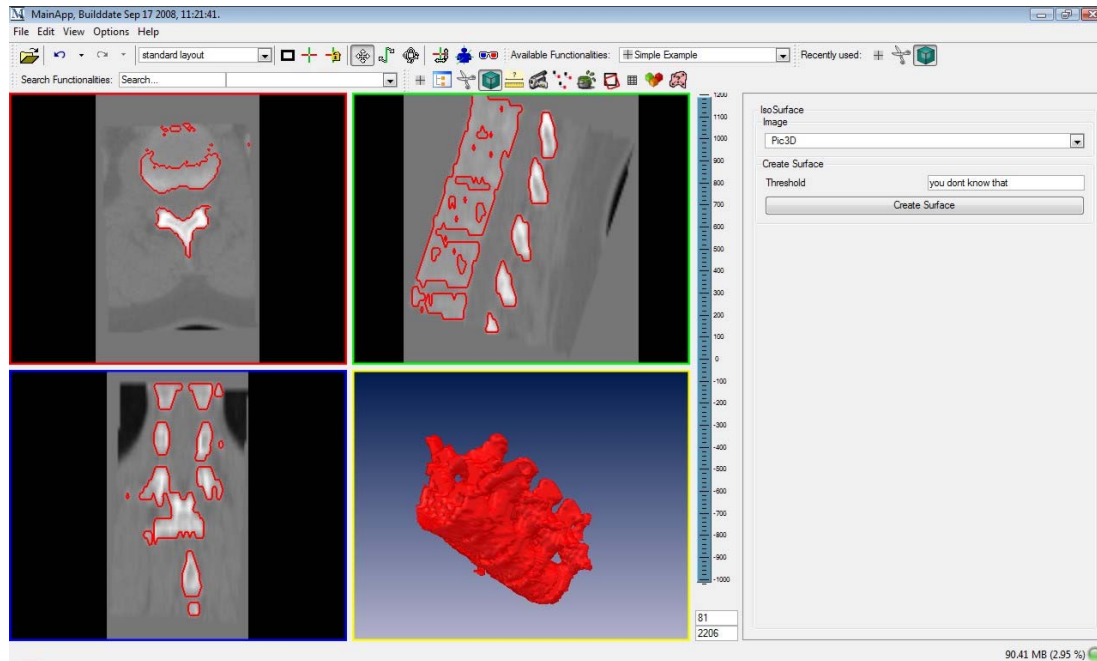 MainApp, Builddate Sep 17 2008, 11:21:41.
File Edit View Options Help
standard layout Available Functionalities: Simple Example Recently used:
Search Functionalities: Search...
1200
1100
1000
900
800
700
600
500
400
300
200
100
0
-100
-200
-300
-400
-500
-600
-700
-800
-900
-1000
81
2206
IsoSurface
Image
Pic3D
Create Surface
Threshold you dont know that
Create Surface
90.41 MB (2.95 %)